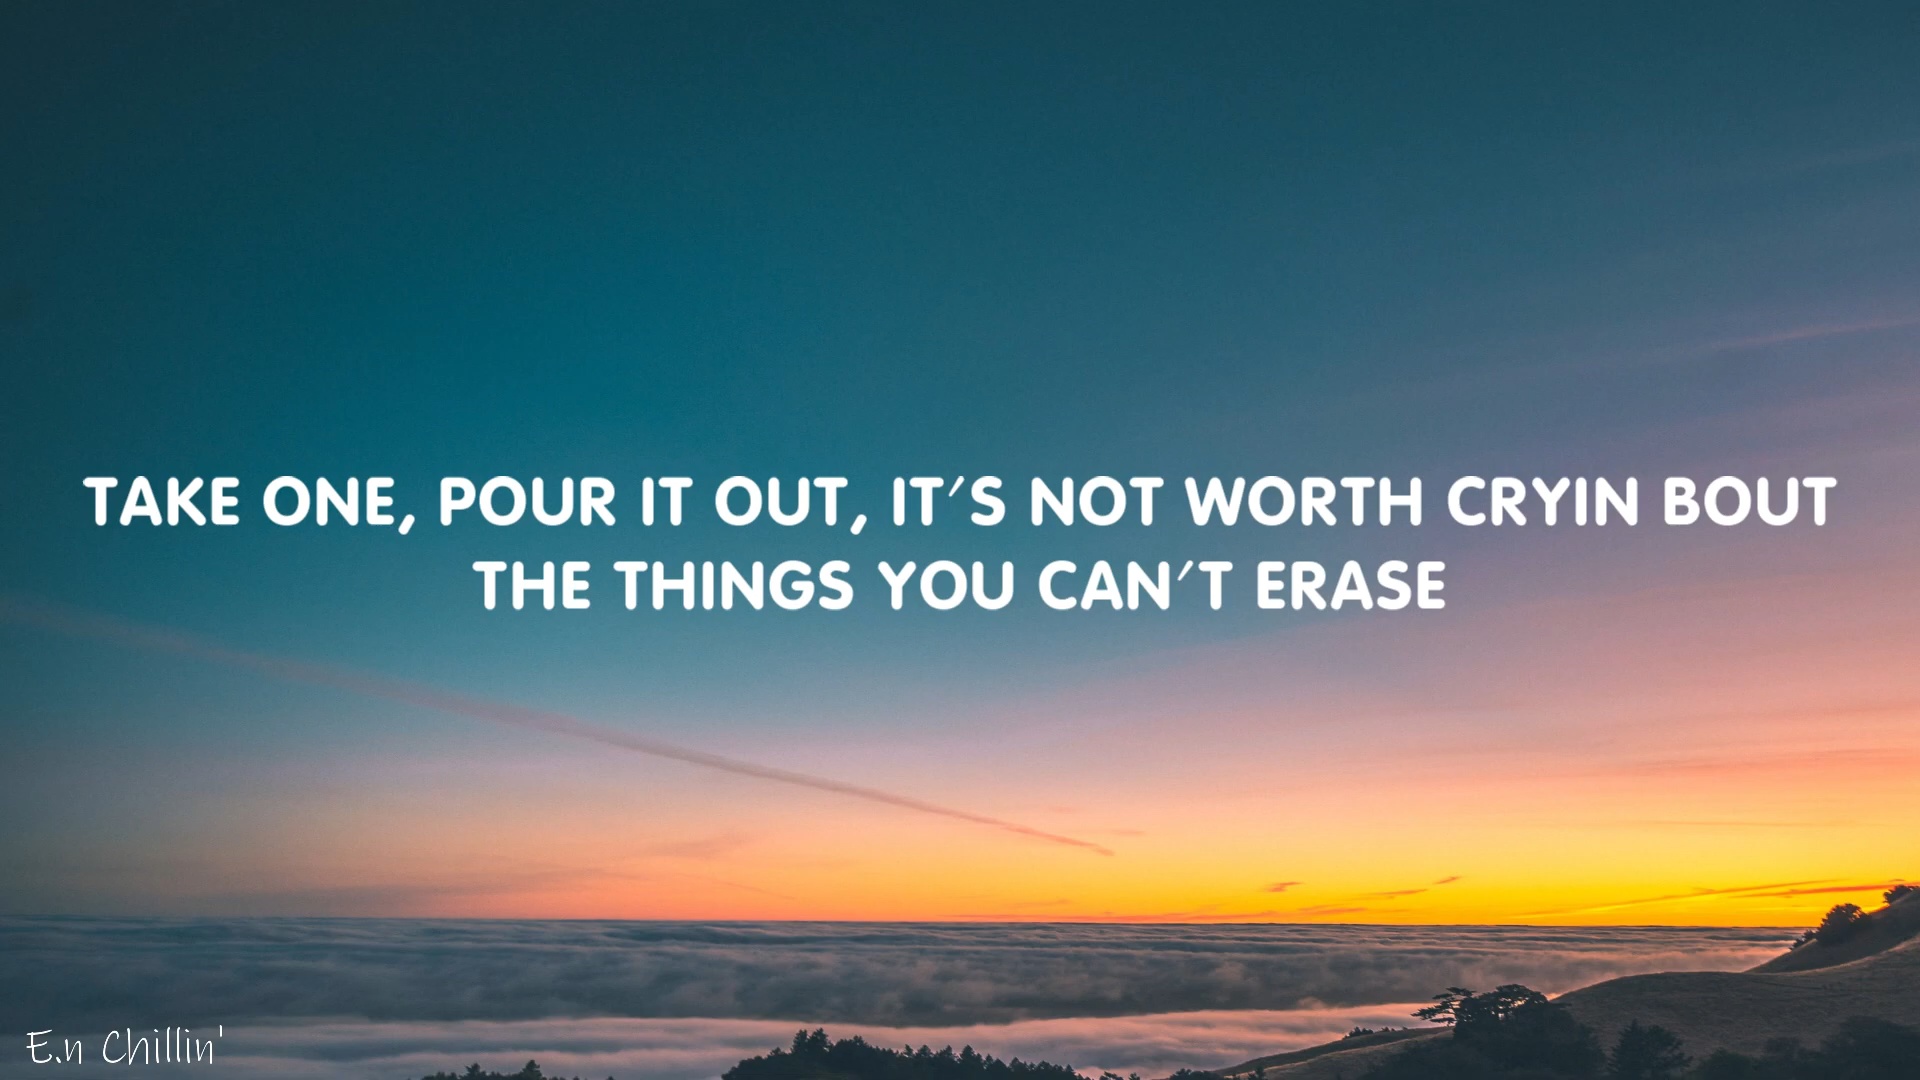 TAKE ONE, POUR IT OUT, IT'S NOT WORTH CRYIN BOUT
THE THINGS YOU CAN'T ERASE
E.n Chillin'